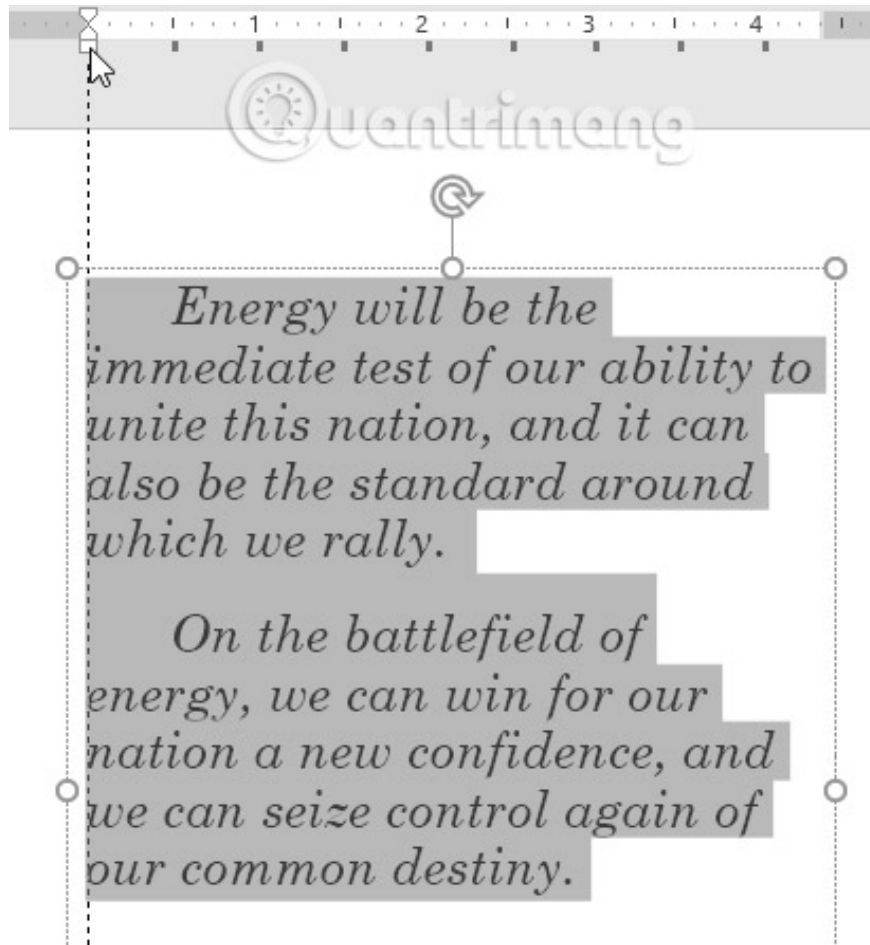 1 2 3 4
Quantrimang
Energy will be the
immediate test of our ability to
unite this nation, and it can
also be the standard around
which we rally.
On the battlefield of
energy, we can win for our
nation a new confidence, and
we can seize control again of
our common destiny.